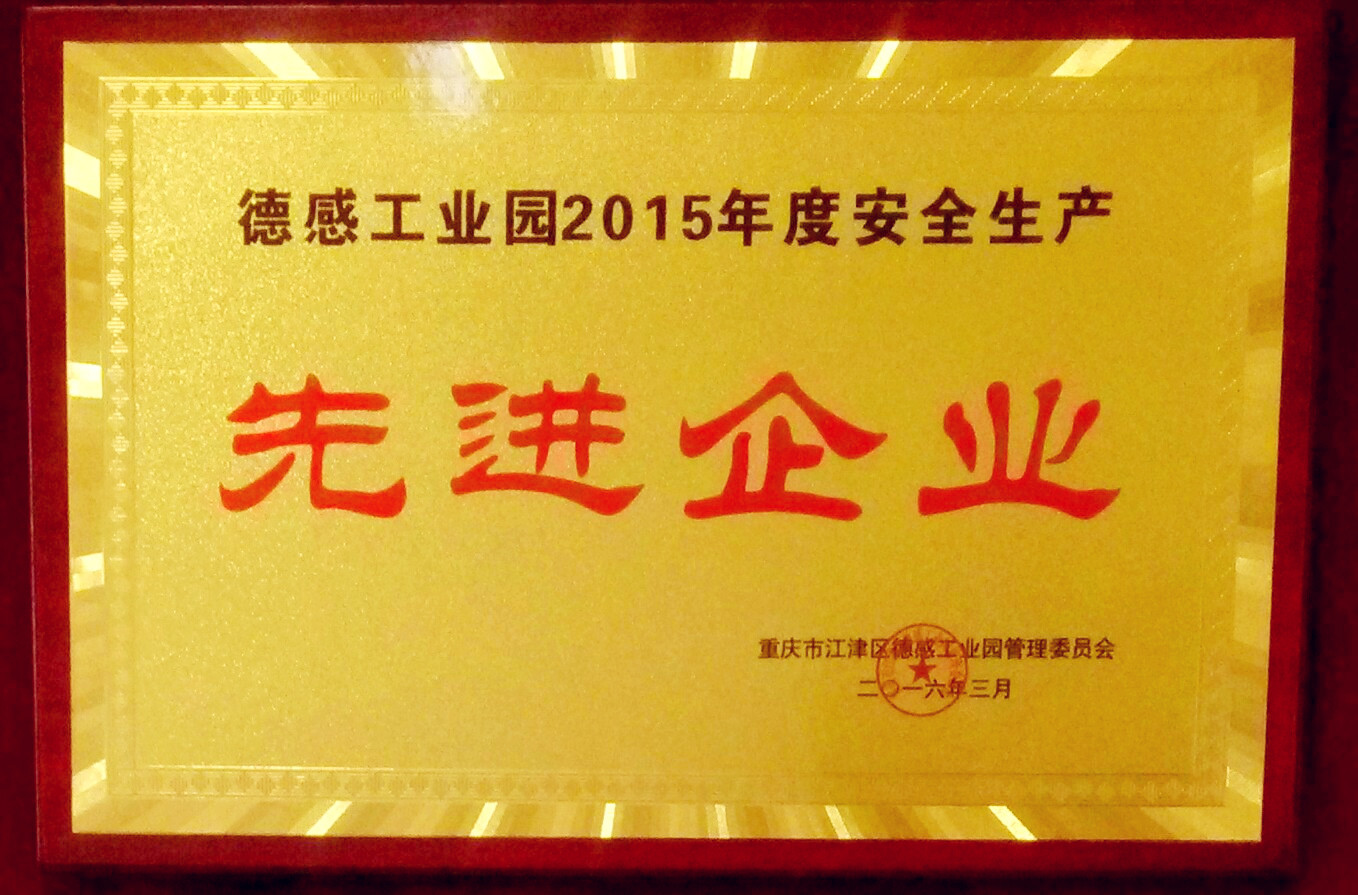 德感工业园2015年度安全生产
先进企业
重庆市江津区德感工业园管理委员会
二〇一六年三月